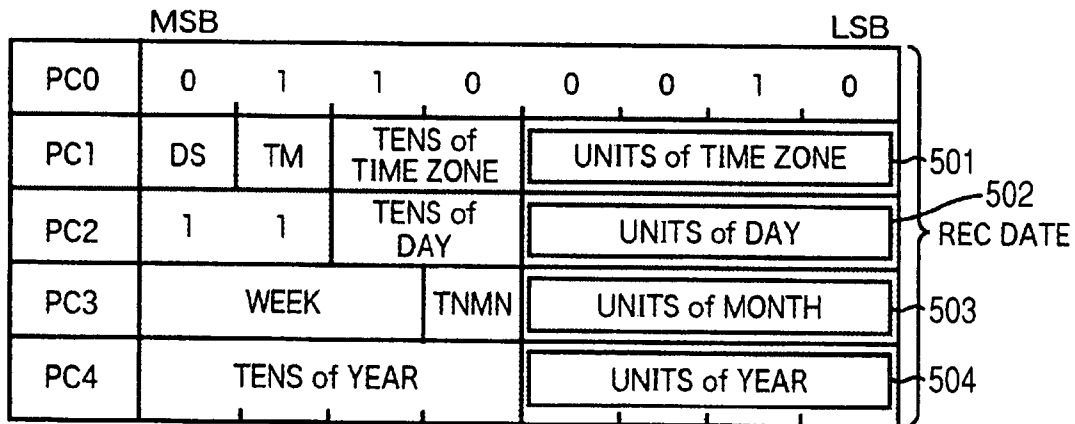 MSB LSB
PC0 0 1 1 0 0 0 1 0
PC1 DS TM TENS of TIME ZONE UNITS of TIME ZONE 501
PC2 1 1 TENS of DAY UNITS of DAY 502 REC DATE
PC3 WEEK TNMN UNITS of MONTH 503
PC4 TENS of YEAR UNITS of YEAR 504